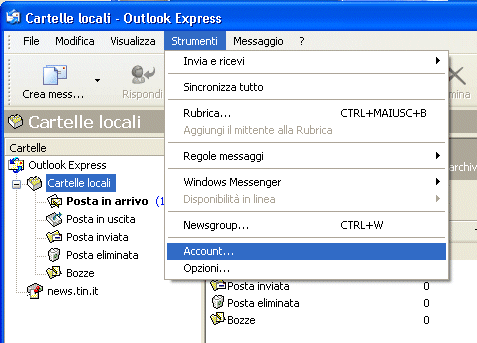 Cartelle locali - Outlook Express
File Modifica Visualizza Strumenti Messaggio ?
Crea mess... Rispondi mina
Invia e ricevi
Sincronizza tutto
Rubrica... CTRL+MAIUSC+B
Aggiungi il mittente alla Rubrica
Regole messaggi
Windows Messenger
Disponibilità in linea
Newsgroup... CTRL+W
Account...
Opzioni...
Cartelle locali
archiv
Cartelle
Outlook Express
Cartelle locali
Posta in arrivo (1
Posta in uscita
Posta inviata
Posta eliminata
Bozze
news.tin.it
Posta inviata 0
Posta eliminata 0
Bozze 0